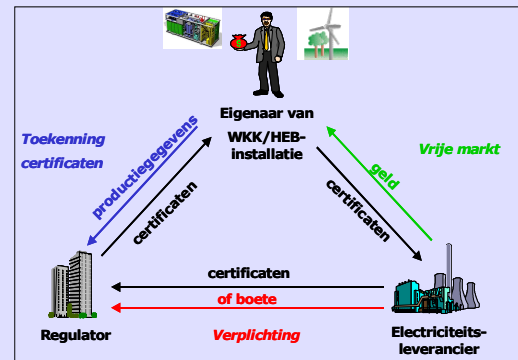 Eigenaar van
WKK/HEB-
installatie
Toekenning
certificaten
Vrije markt
productiegegevens
certificaten
geld
certificaten
certificaten
of boete
Regulator
Verplichting
Electriciteits-
leverancier